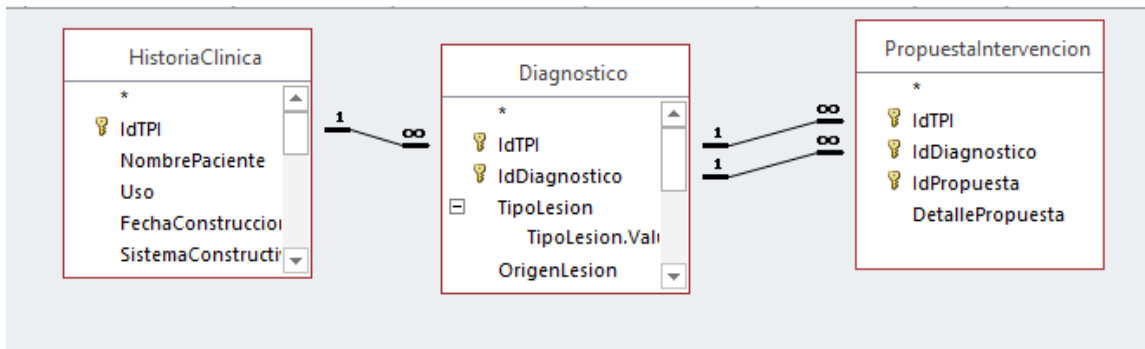 HistoriaClinica
*
IdTPI
NombrePaciente
Uso
FechaConstruccion
SistemaConstructi
1
∞
Diagnostico
*
IdTPI
IdDiagnostico
TipoLesion
TipoLesion.Valu
OrigenLesion
1
∞
1
∞
PropuestaIntervencion
*
IdTPI
IdDiagnostico
IdPropuesta
DetallePropuesta